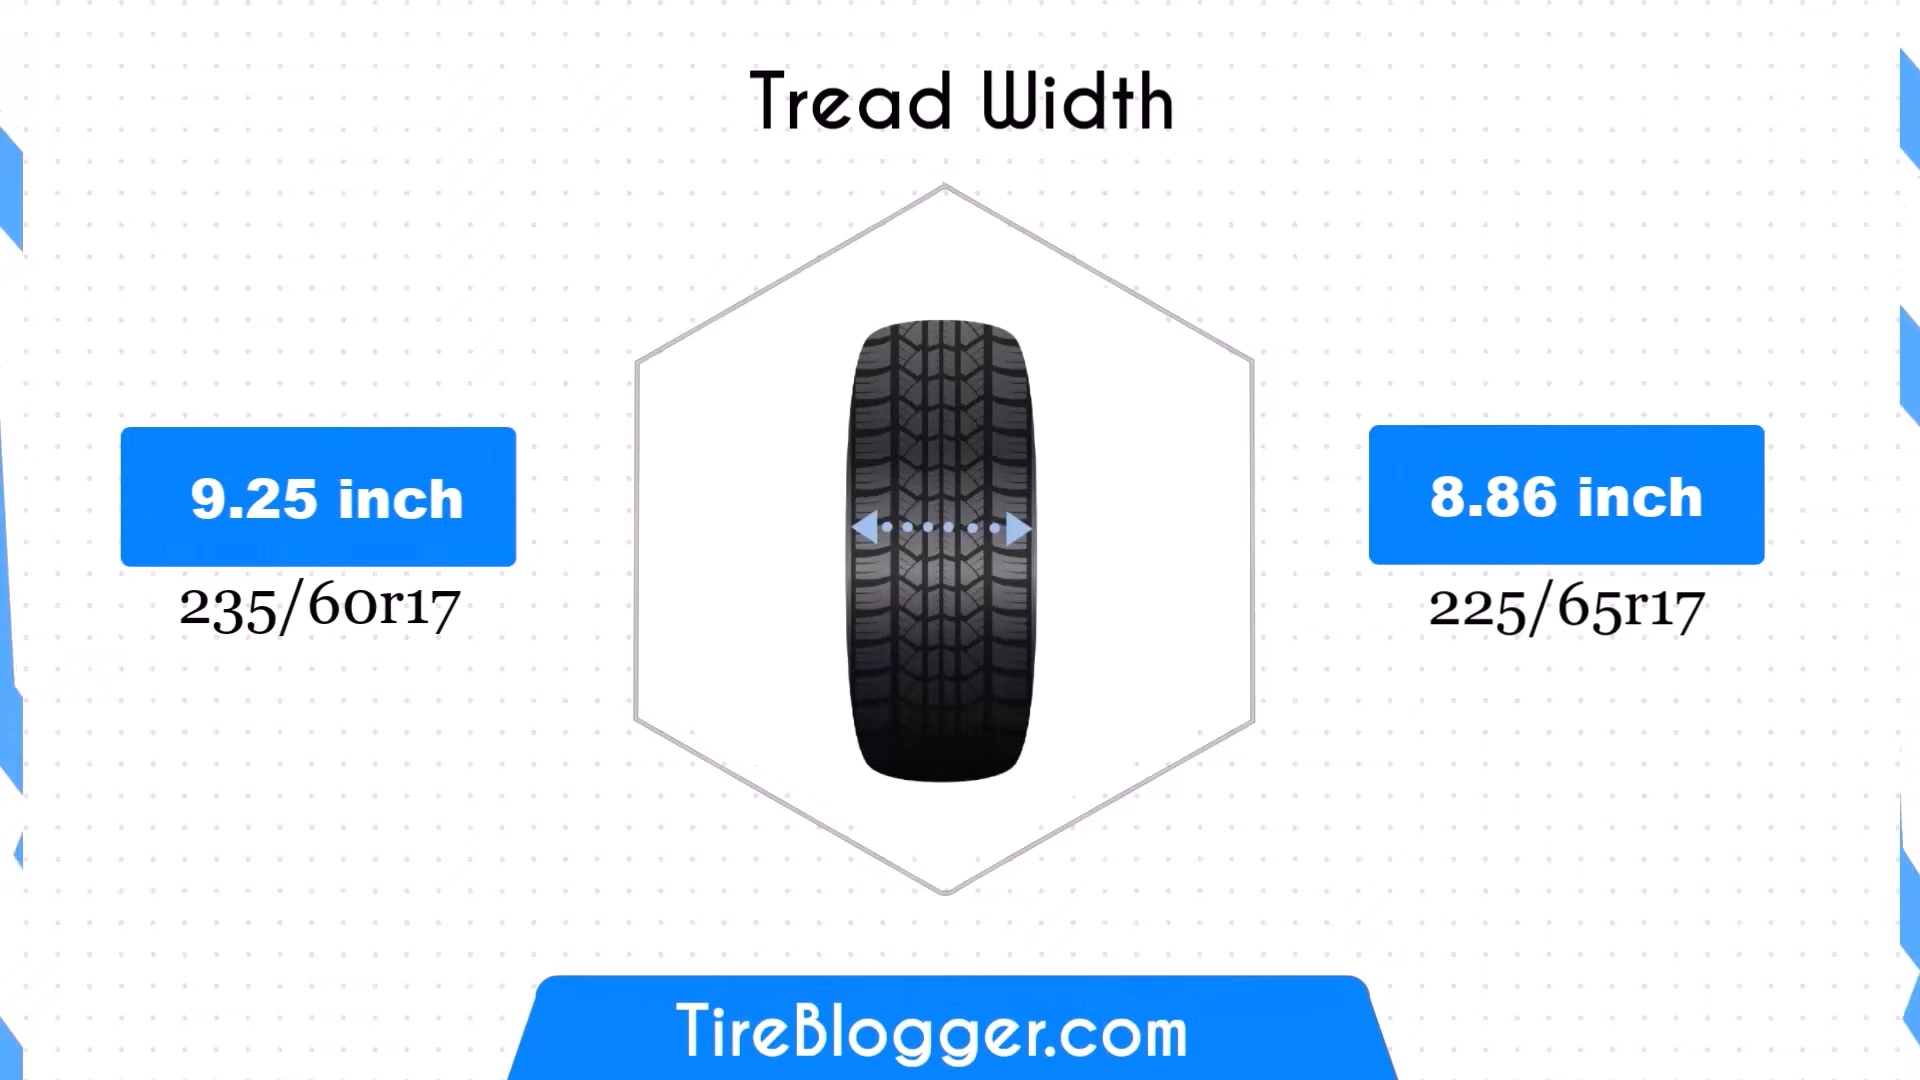 Tread Width
9.25 inch
235/60r17
8.86 inch
225/65r17
TireBlogger.com